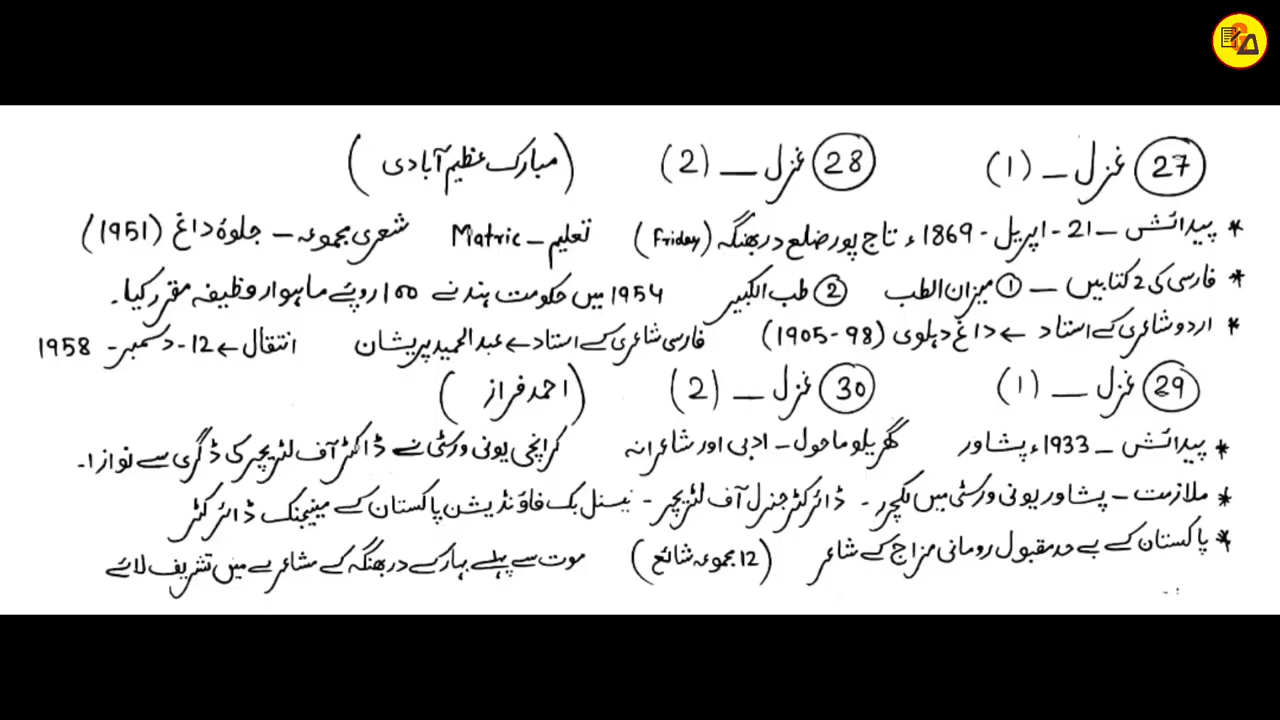 27 غزل — (1) 28 غزل — (2) (مبارک عظیم آبادی)
* پیدائش — 21 - اپریل - 1869ء تاج پور ضلع دربھنگہ (Friday) تعلیم — Matric شعری مجموعہ — جلوۂ داغ (1951)
* فارسی کی 2 کتابیں — 1 میزان الطب 2 طب الکبیر 1954 میں حکومت ہند نے 100 روپئے ماہوار وظیفہ مقرر کیا۔
* اردو شاعری کے استاد ← داغ دہلوی (1905-98) فارسی شاعری کے استاد ← عبدالحمید پریشان انتقال ← 12 - دسمبر - 1958
29 غزل — (1) 30 غزل — (2) (احمد فراز)
* پیدائش — 1933ء پشاور گھریلو ماحول — ادبی اور شاعرانہ کرانچی یونی ورسٹی نے ڈاکٹر آف لٹریچر کی ڈگری سے نوازا۔
* ملازمت — پشاور یونی ورسٹی میں لکچرر۔ ڈائرکٹر جنرل آف لٹریچر - نیسنل بک فاؤنڈیشن پاکستان کے مینیجنگ ڈائرکٹر
* پاکستان کے بے حد مقبول رومانی مزاج کے شاعر (12 مجموعہ شائع) موت سے پہلے بہار کے دربھنگہ کے مشاعرے میں تشریف لائے